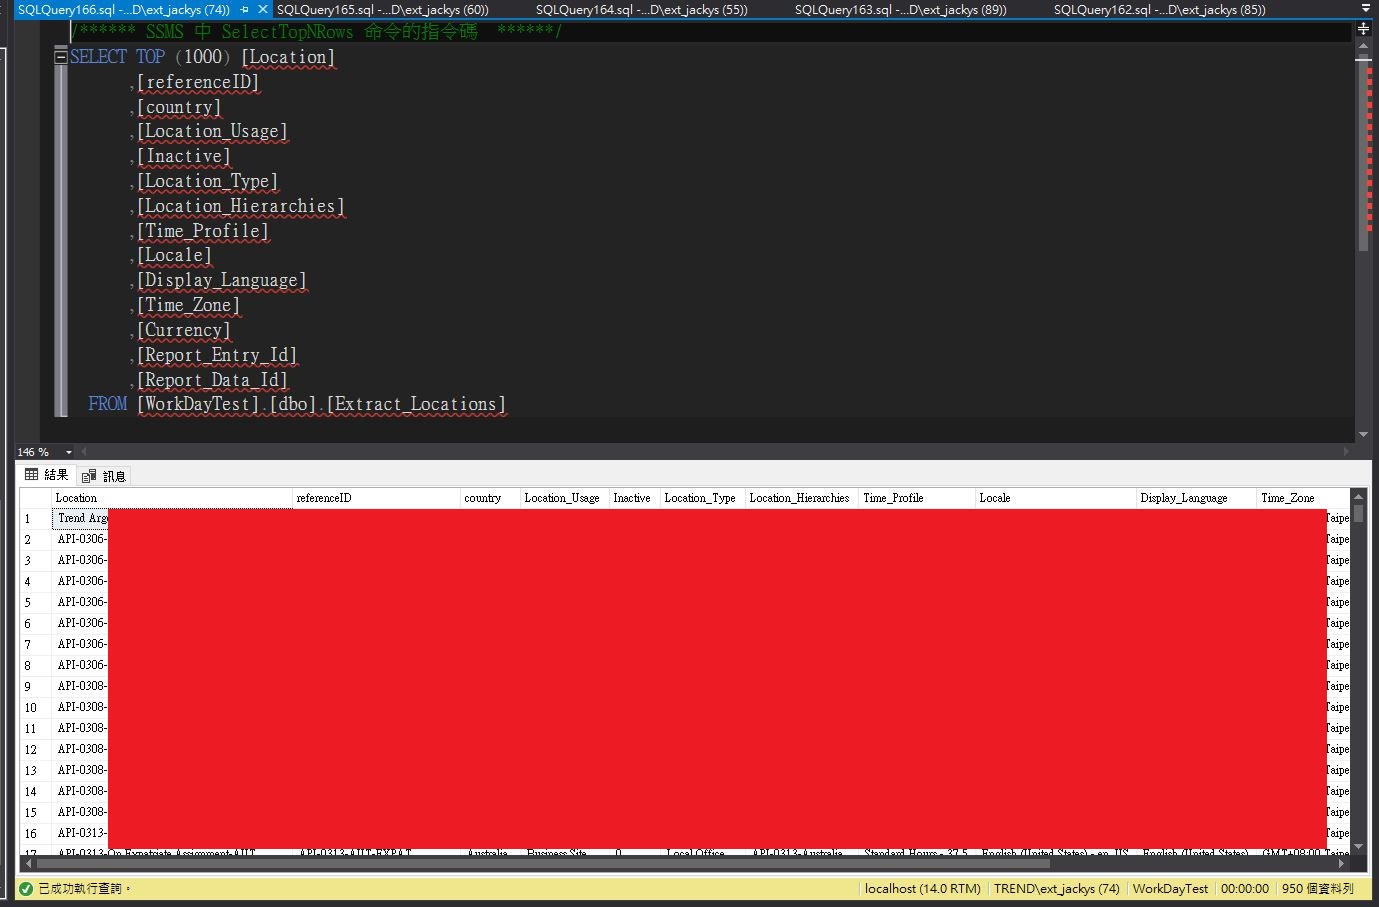 SQLQuery166.sql -...D\ext_jackys (74)) SQLQuery165.sql -...D\ext_jackys (60)) SQLQuery164.sql -...D\ext_jackys (55)) SQLQuery163.sql -...D\ext_jackys (89)) SQLQuery162.sql -...D\ext_jackys (85))
/****** SSMS 中 SelectTopNRows 命令的指令碼 ******/
SELECT TOP (1000) [Location]
,[referenceID]
,[country]
,[Location_Usage]
,[Inactive]
,[Location_Type]
,[Location_Hierarchies]
,[Time_Profile]
,[Locale]
,[Display_Language]
,[Time_Zone]
,[Currency]
,[Report_Entry_Id]
,[Report_Data_Id]
FROM [WorkDayTest].[dbo].[Extract_Locations]
146 %
結果 訊息
Location referenceID country Location_Usage Inactive Location_Type Location_Hierarchies Time_Profile Locale Display_Language Time_Zone
1 Trend Arge Taipe
2 API-0306- Taipe
3 API-0306- Taipe
4 API-0306- Taipe
5 API-0306- Taipe
6 API-0306- Taipe
7 API-0306- Taipe
8 API-0306- Taipe
9 API-0308- Taipe
10 API-0308- Taipe
11 API-0308- Taipe
12 API-0308- Taipe
13 API-0308- Taipe
14 API-0308- Taipe
15 API-0308- Taipe
16 API-0313- Taipe
17 API-0313-On Expatriate Assignment-AUT API-0313-AUT-EXPAT Australia Business Site 0 Local Office API-0313-Australia Standard Hours - 37.5 English (United States) - en_US English (United States) GMT+08:00 Taipe
已成功執行查詢。 localhost (14.0 RTM) TREND\ext_jackys (74) WorkDayTest 00:00:00 950 個資料列